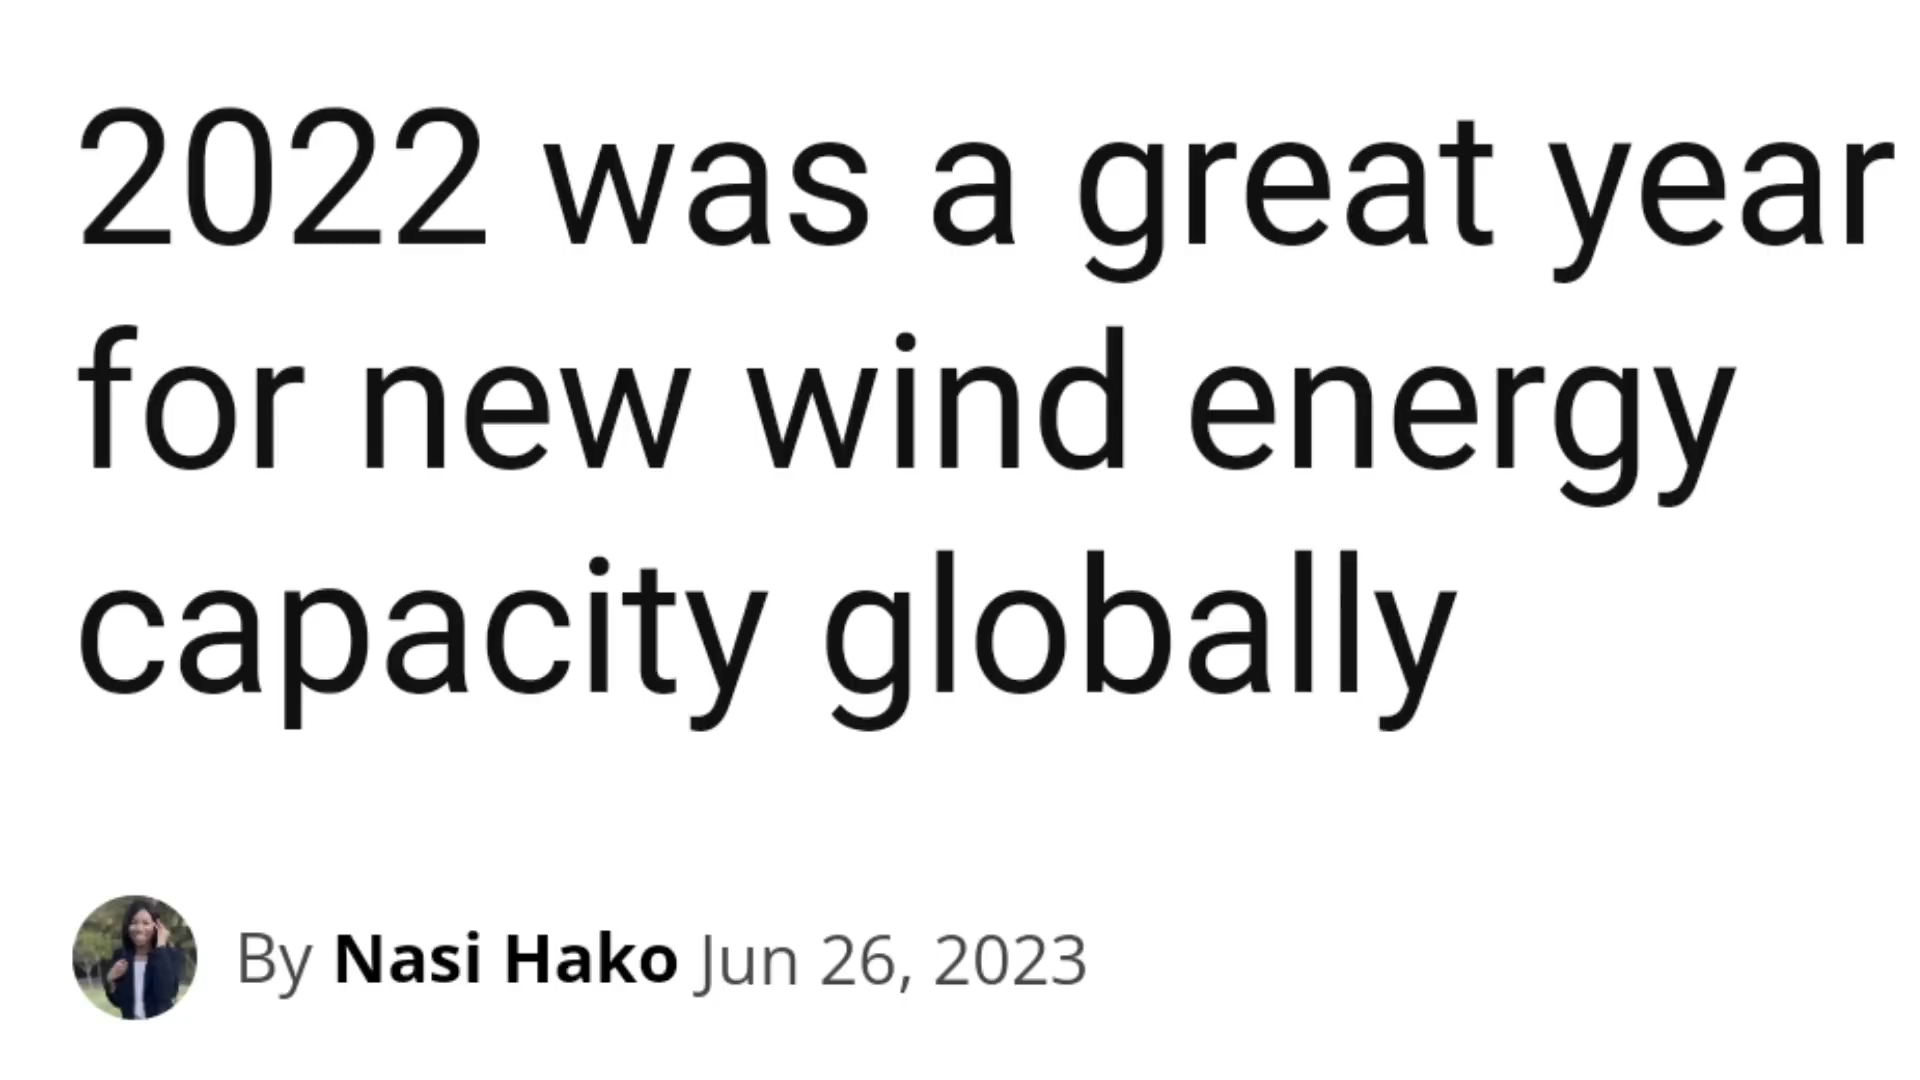 2022 was a great year
for new wind energy
capacity globally
By Nasi Hako Jun 26, 2023